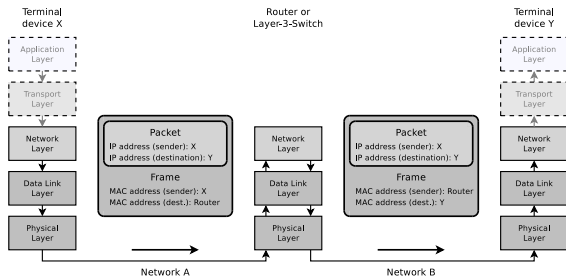 Terminal
device X
Router or
Layer-3-Switch
Terminal
device Y
Application
Layer
Transport
Layer
Network
Layer
Data Link
Layer
Physical
Layer
Packet
IP address (sender): X
IP address (destination): Y
Frame
MAC address (sender): X
MAC address (dest.): Router
Network
Layer
Data Link
Layer
Physical
Layer
Packet
IP address (sender): X
IP address (destination): Y
Frame
MAC address (sender): Router
MAC address (dest.): Y
Application
Layer
Transport
Layer
Network
Layer
Data Link
Layer
Physical
Layer
Network A
Network B